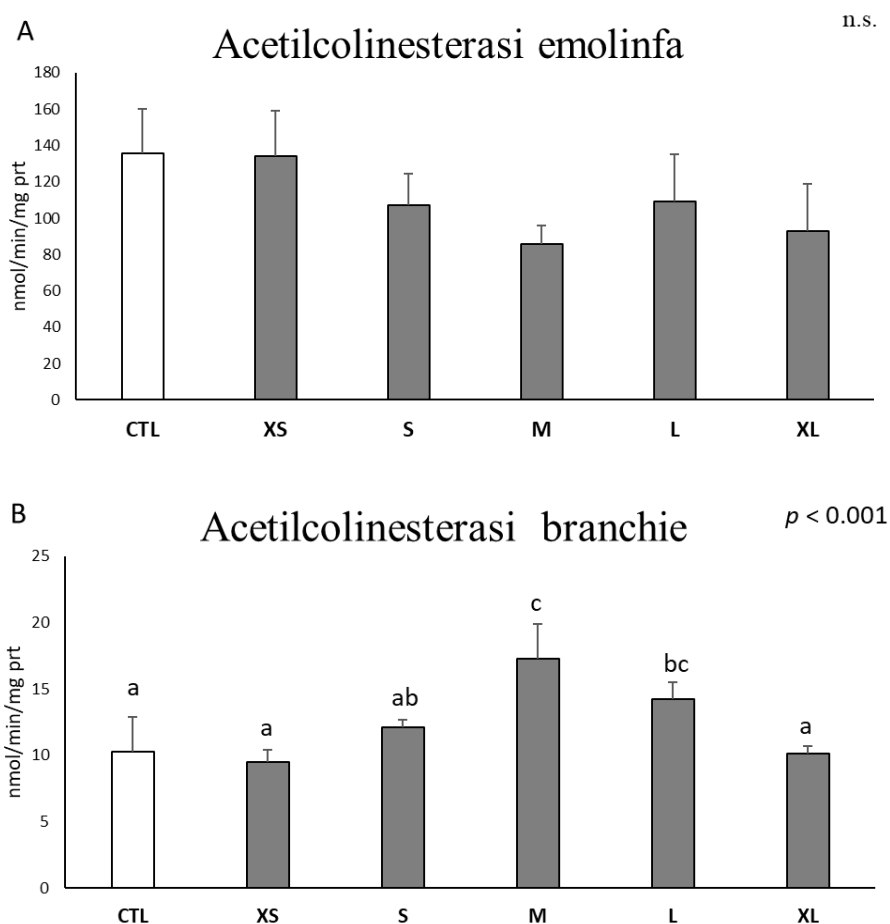 A
Acetilcolinesterasi emolinfa
n.s.
nmol/min/mg prt
180
160
140
120
100
80
60
40
20
0
CTL XS S M L XL
B
Acetilcolinesterasi branchie
p < 0.001
nmol/min/mg prt
25
20
15
10
5
0
a a ab c bc a
CTL XS S M L XL